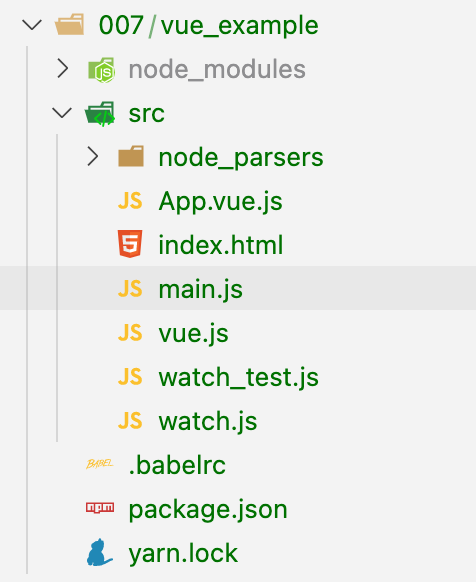 007/vue_example
node_modules
src
node_parsers
JS App.vue.js
5 index.html
JS main.js
JS vue.js
JS watch_test.js
JS watch.js
BABEL .babelrc
npm package.json
yarn.lock